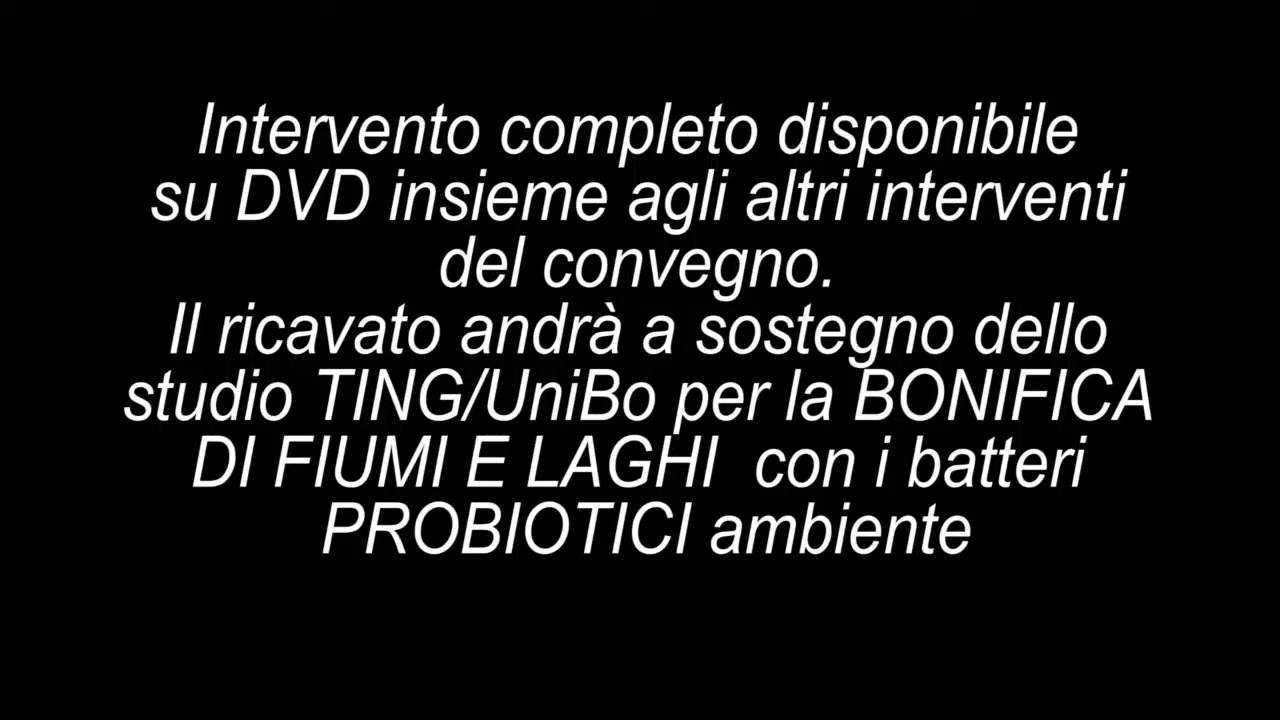 Intervento completo disponibile
su DVD insieme agli altri interventi
del convegno.
Il ricavato andrà a sostegno dello
studio TING/UniBo per la BONIFICA
DI FIUMI E LAGHI  con i batteri
PROBIOTICI ambiente